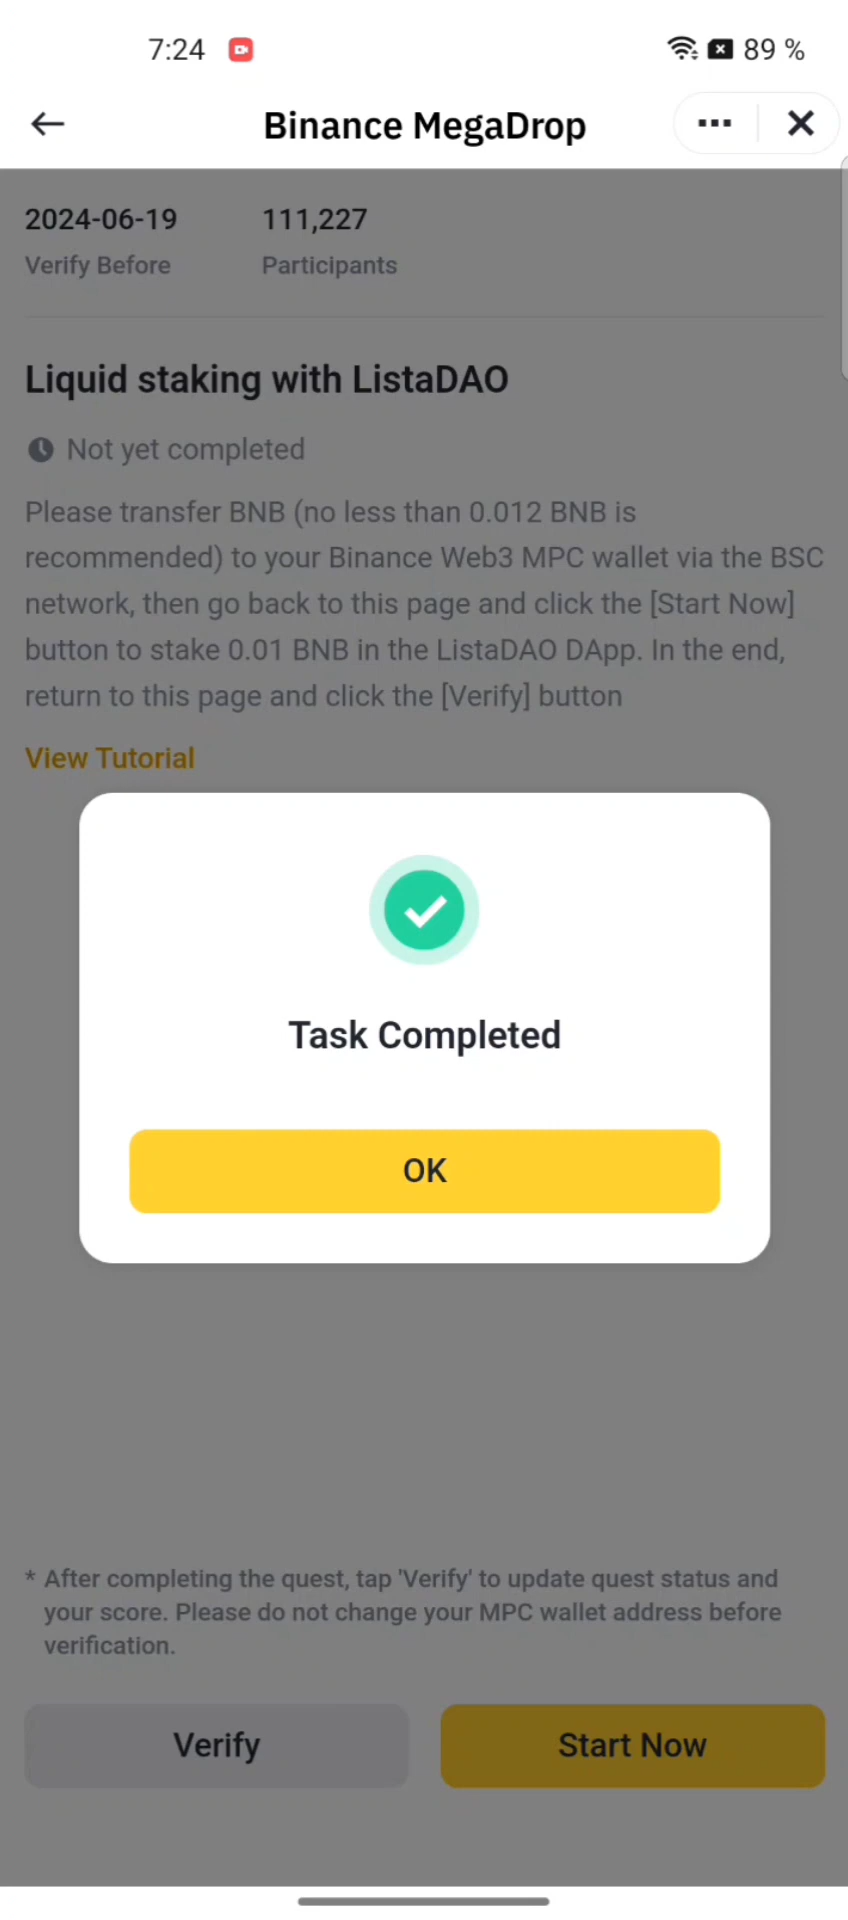 7:24
89 %
Binance MegaDrop
2024-06-19
111,227
Verify Before
Participants
Liquid staking with ListaDAO
Not yet completed
Please transfer BNB (no less than 0.012 BNB is
recommended) to your Binance Web3 MPC wallet via the BSC
network, then go back to this page and click the [Start Now]
button to stake 0.01 BNB in the ListaDAO DApp. In the end,
return to this page and click the [Verify] button
View Tutorial
Task Completed
OK
* After completing the quest, tap 'Verify' to update quest status and
your score. Please do not change your MPC wallet address before
verification.
Verify
Start Now